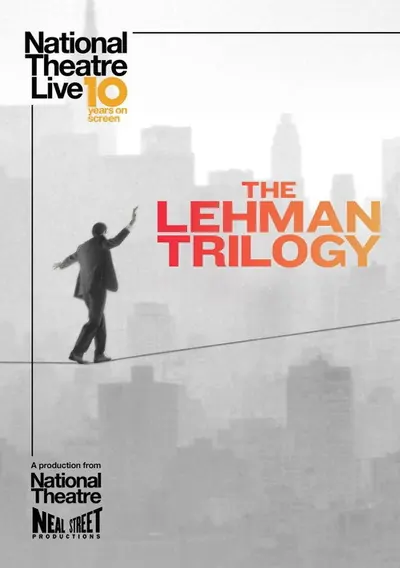 National
Theatre
Live 10
years on
screen
THE
LEHMAN
TRILOGY
A production from
National
Theatre
NEAL STREET
PRODUCTIONS